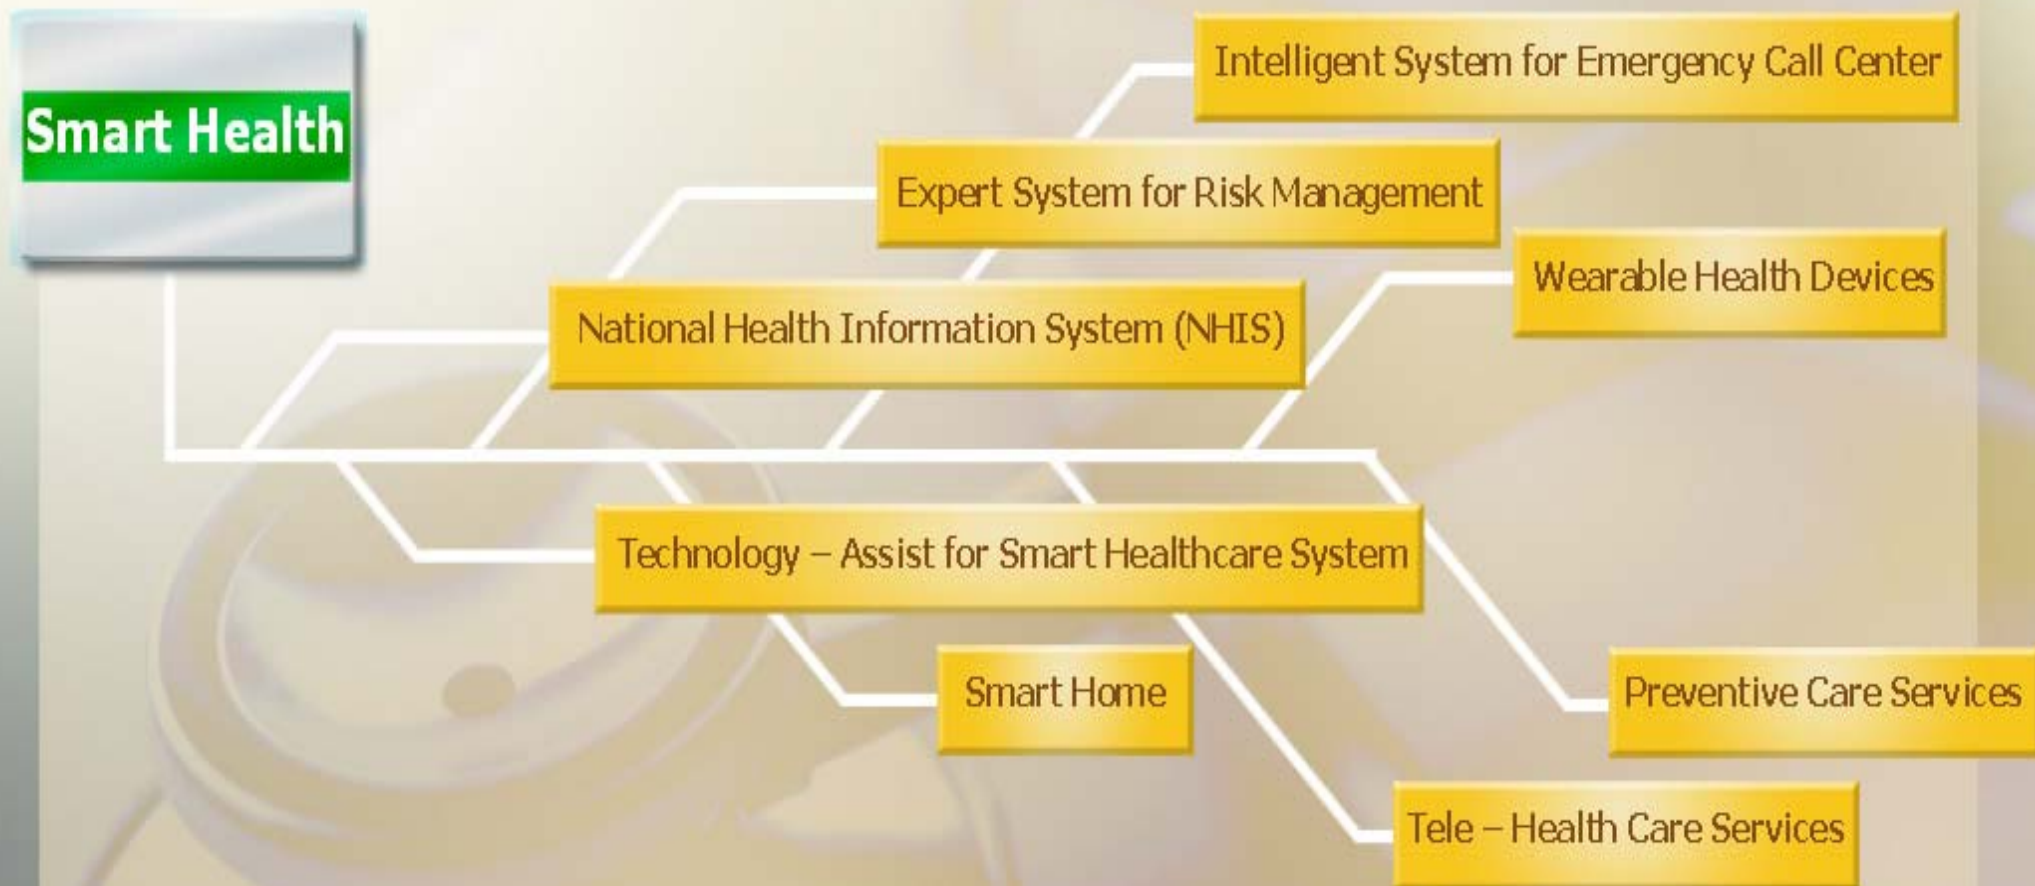 Smart Health
Intelligent System for Emergency Call Center
Expert System for Risk Management
Wearable Health Devices
National Health Information System (NHIS)
Technology – Assist for Smart Healthcare System
Smart Home
Preventive Care Services
Tele – Health Care Services